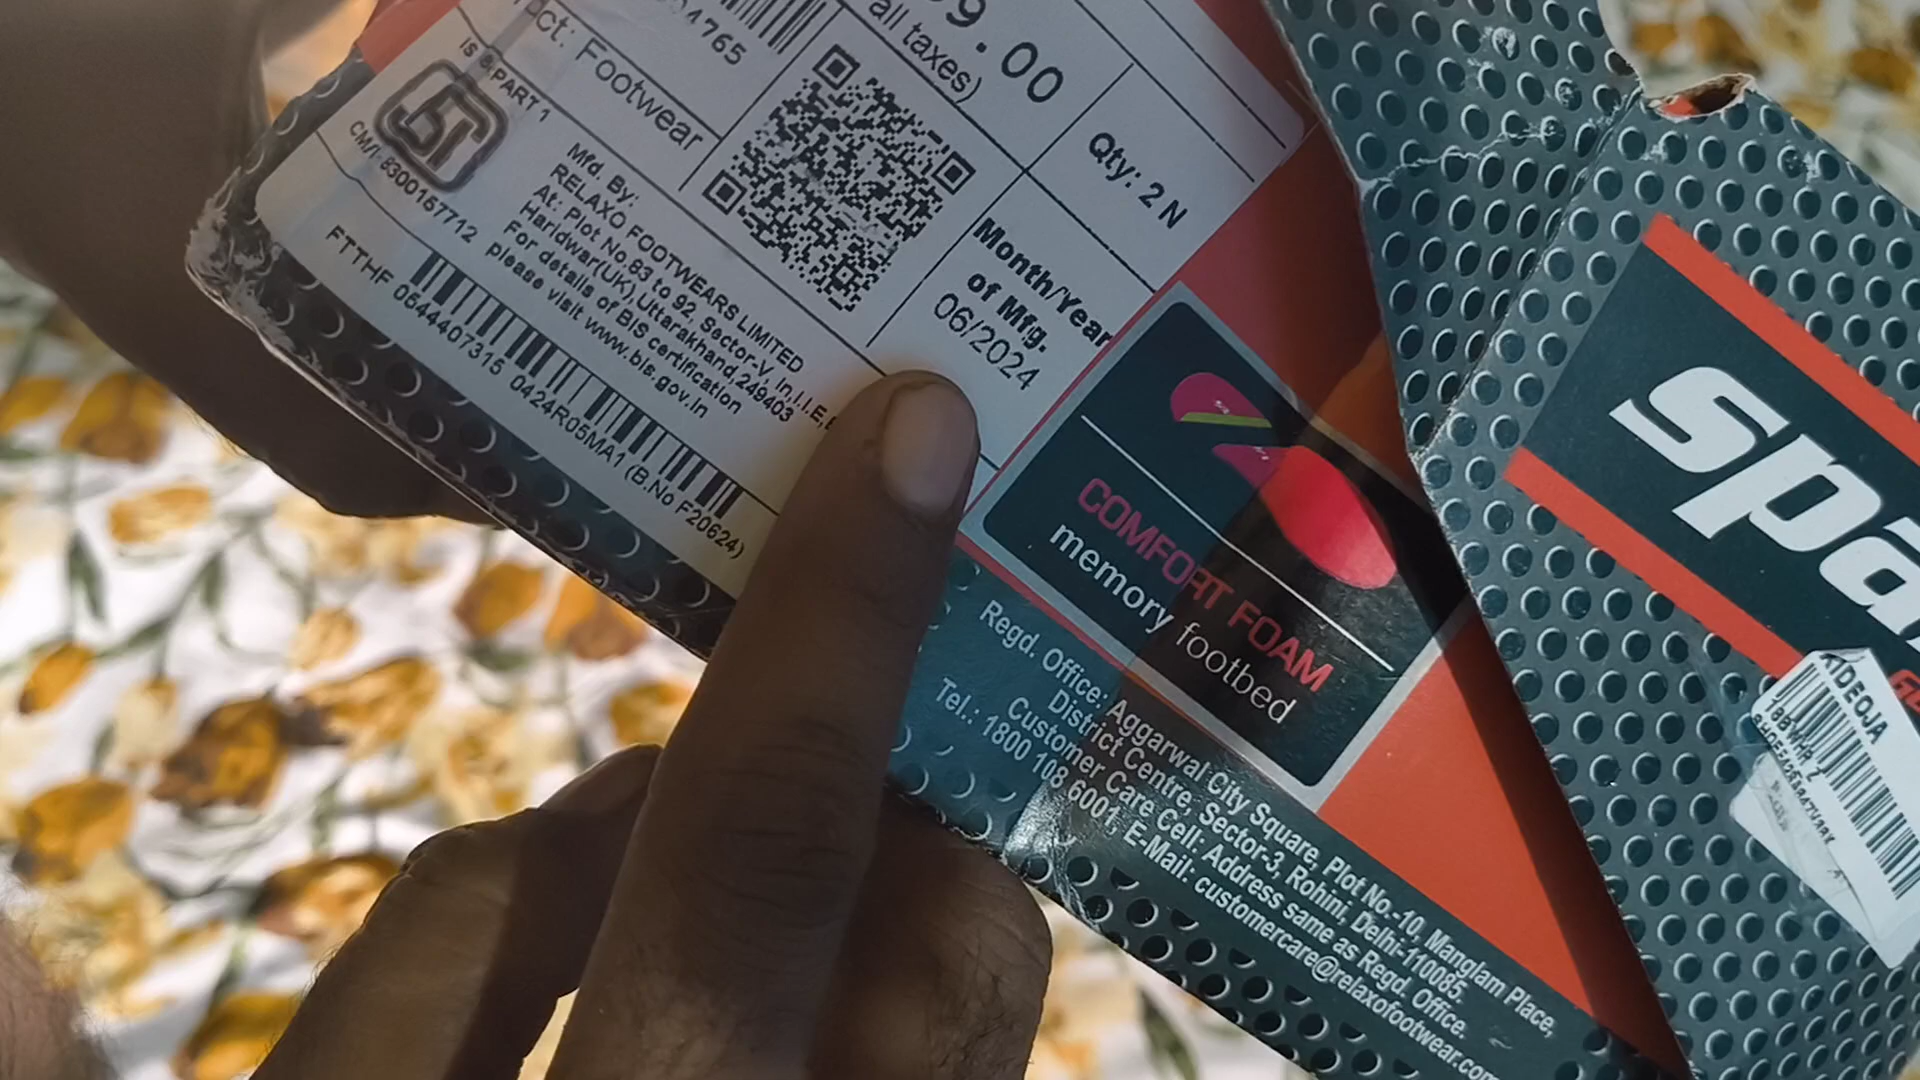 4765
9.00
all taxes)
Footwear
Qty: 2 N
Month/Year
of Mfg.
06/2024
IS 6 PART 1
CM/L-8300167712
Mfd. By:
RELAXO FOOTWEARS LIMITED
At: Plot No.83 to 92, Sector-V, In,I.I.E,
Haridwar(UK), Uttarakhand,249403
For details of BIS certification
please visit www.bis.gov.in
FTTHF 0544407315 0424R05MA1 (B.No F20624)
COMFORT FOAM
memory footbed
Regd. Office: Aggarwal City Square, Plot No.-10, Manglam Place,
District Centre, Sector-3, Rohini, Delhi-110085.
Customer Care Cell: Address same as Regd. Office.
Tel.: 1800 108 6001, E-Mail: customercare@relaxofootwear.com
spa